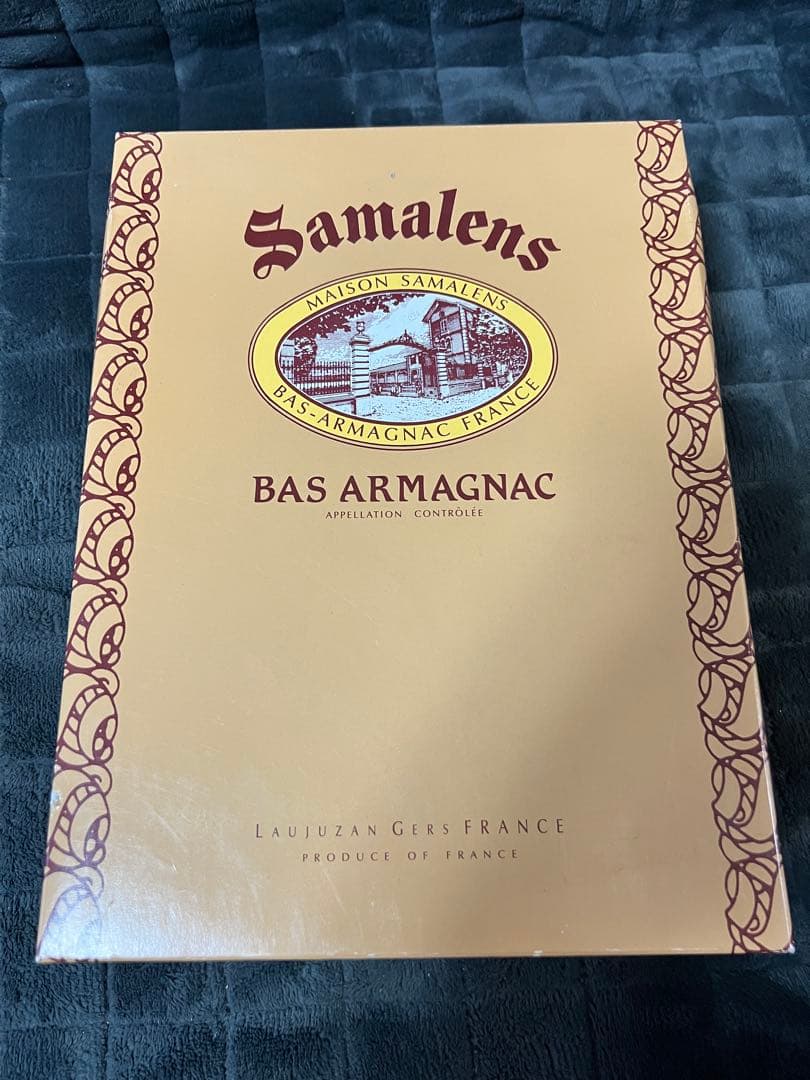 Samalens
MAISON SAMALENS
BAS-ARMAGNAC FRANCE
BAS ARMAGNAC
APPELLATION CONTRÔLÉE
LAUJUZAN GERS FRANCE
PRODUCE OF FRANCE